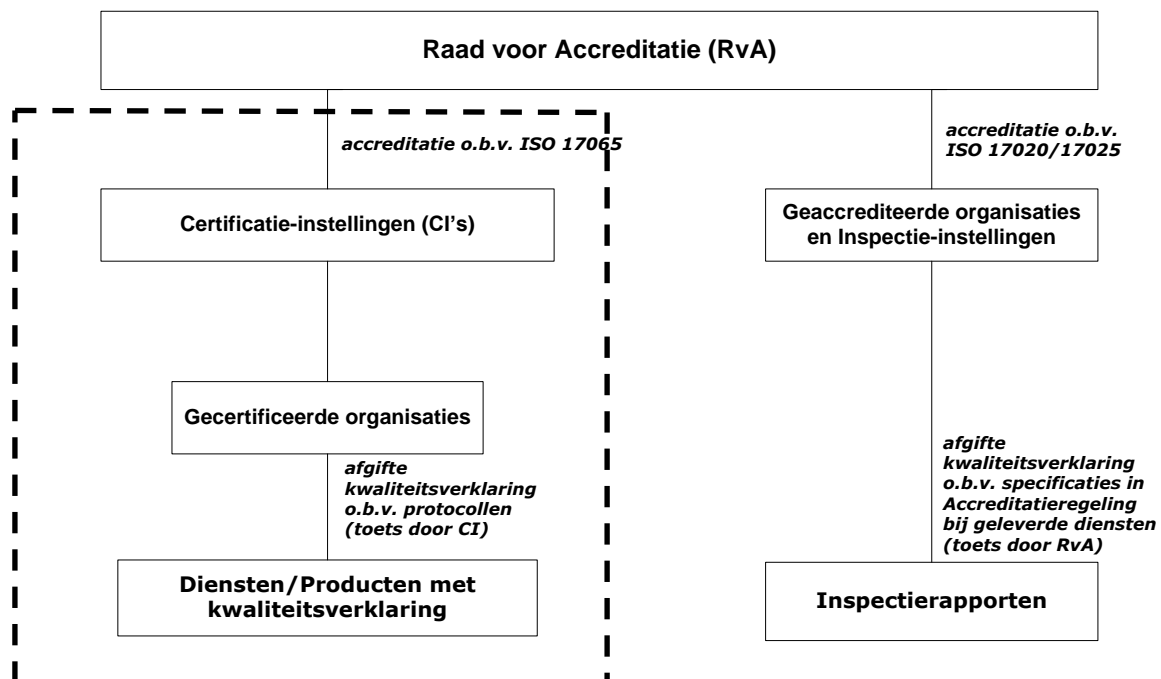 Raad voor Accreditatie (RvA)
accreditatie o.b.v. ISO 17065
accreditatie o.b.v.
ISO 17020/17025
Certificatie-instellingen (CI's)
Geaccrediteerde organisaties
en Inspectie-instellingen
Gecertificeerde organisaties
afgifte
kwaliteitsverklaring
o.b.v. protocollen
(toets door CI)
afgifte
kwaliteitsverklaring
o.b.v. specificaties in
Accreditatieregeling
bij geleverde diensten
(toets door RvA)
Diensten/Producten met
kwaliteitsverklaring
Inspectierapporten